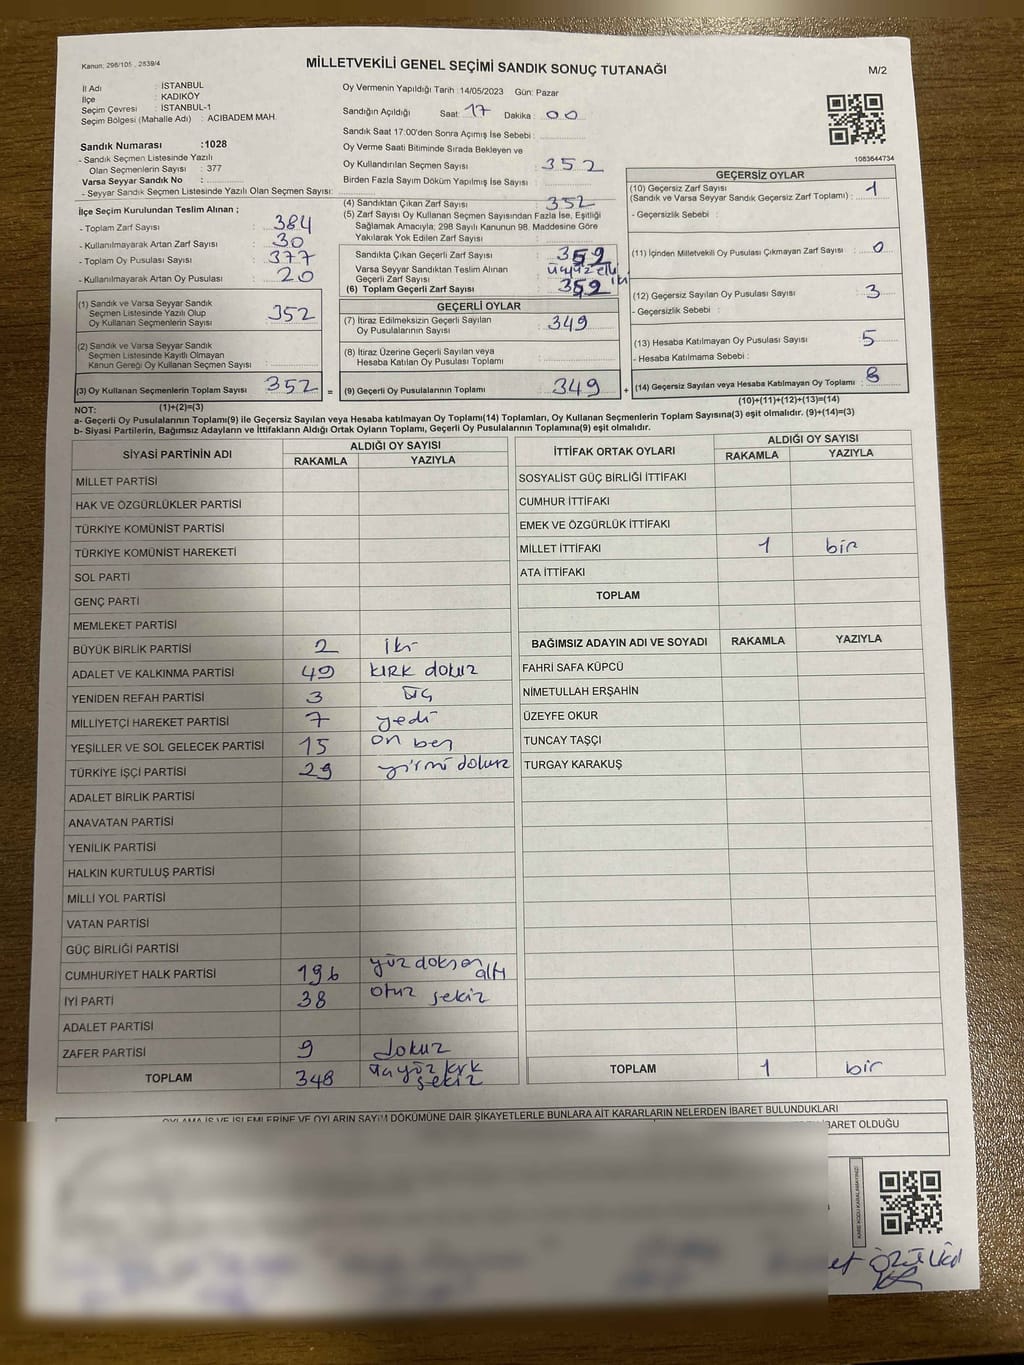 Kanun, 298/105 , 2839/4
MİLLETVEKİLİ GENEL SEÇİMİ SANDIK SONUÇ TUTANAĞI
M/2
İl Adı : İSTANBUL
İlçe : KADIKÖY
Seçim Çevresi : İSTANBUL-1
Seçim Bölgesi (Mahalle Adı) : ACIBADEM MAH.
Oy Vermenin Yapıldığı Tarih :14/05/2023 Gün: Pazar
Sandığın Açıldığı Saat: 17 Dakika : 00
Sandık Saat 17:00'den Sonra Açımış İse Sebebi :
Oy Verme Saati Bitiminde Sırada Bekleyen ve
Oy Kullandırılan Seçmen Sayısı : 352
Birden Fazla Sayım Döküm Yapılmış İse Sayısı :
1083644734
Sandık Numarası :1028
- Sandık Seçmen Listesinde Yazılı
Olan Seçmenlerin Sayısı : 377
Varsa Seyyar Sandık No :
- Seyyar Sandık Seçmen Listesinde Yazılı Olan Seçmen Sayısı:
İlçe Seçim Kurulundan Teslim Alınan ;
- Toplam Zarf Sayısı : 384
- Kullanılmayarak Artan Zarf Sayısı : 30
- Toplam Oy Pusulası Sayısı : 377
- Kullanılmayarak Artan Oy Pusulası : 20
(1) Sandık ve Varsa Seyyar Sandık
Seçmen Listesinde Yazılı Olup
Oy Kullanan Seçmenlerin Sayısı : 352
(2) Sandık ve Varsa Seyyar Sandık
Seçmen Listesinde Kayıtlı Olmayan
Kanun Gereği Oy Kullanan Seçmen Sayısı :
(3) Oy Kullanan Seçmenlerin Toplam Sayısı : 352 =
(1)+(2)=(3)
(4) Sandıktan Çıkan Zarf Sayısı : 352
(5) Zarf Sayısı Oy Kullanan Seçmen Sayısından Fazla İse, Eşitliği
Sağlamak Amacıyla; 298 Sayılı Kanunun 98. Maddesine Göre
Yakılarak Yok Edilen Zarf Sayısı :
Sandıkta Çıkan Geçerli Zarf Sayısı : 352
Varsa Seyyar Sandıktan Teslim Alınan
Geçerli Zarf Sayısı : üçyüz elli iki
(6) Toplam Geçerli Zarf Sayısı : 352
GEÇERLİ OYLAR
(7) İtiraz Edilmeksizin Geçerli Sayılan
Oy Pusulalarının Sayısı : 349
(8) İtiraz Üzerine Geçerli Sayılan veya
Hesaba Katılan Oy Pusulası Toplamı :
(9) Geçerli Oy Pusulalarının Toplamı : 349 +
GEÇERSİZ OYLAR
(10) Geçersiz Zarf Sayısı
(Sandık ve Varsa Seyyar Sandık Geçersiz Zarf Toplamı) : 1
- Geçersizlik Sebebi :
(11) İçinden Milletvekili Oy Pusulası Çıkmayan Zarf Sayısı : 0
(12) Geçersiz Sayılan Oy Pusulası Sayısı : 3
- Geçersizlik Sebebi :
(13) Hesaba Katılmayan Oy Pusulası Sayısı : 5
- Hesaba Katılmama Sebebi :
(14) Geçersiz Sayılan veya Hesaba Katılmayan Oy Toplamı : 8
(10)+(11)+(12)+(13)=(14)
NOT:
a- Geçerli Oy Pusulalarının Toplamı(9) ile Geçersiz Sayılan veya Hesaba katılmayan Oy Toplamı(14) Toplamları, Oy Kullanan Seçmenlerin Toplam Sayısına(3) eşit olmalıdır. (9)+(14)=(3)
b- Siyasi Partilerin, Bağımsız Adayların ve İttifakların Aldığı Ortak Oyların Toplamı, Geçerli Oy Pusulalarının Toplamına(9) eşit olmalıdır.
SİYASİ PARTİNİN ADI ALDIĞI OY SAYISI
RAKAMLA YAZIYLA
MİLLET PARTİSİ
HAK VE ÖZGÜRLÜKLER PARTİSİ
TÜRKİYE KOMÜNİST PARTİSİ
TÜRKİYE KOMÜNİST HAREKETİ
SOL PARTİ
GENÇ PARTİ
MEMLEKET PARTİSİ
BÜYÜK BİRLİK PARTİSİ 2 iki
ADALET VE KALKINMA PARTİSİ 49 KIRK dokuz
YENİDEN REFAH PARTİSİ 3 üç
MİLLİYETÇİ HAREKET PARTİSİ 7 yedi
YEŞİLLER VE SOL GELECEK PARTİSİ 15 on beş
TÜRKİYE İŞÇİ PARTİSİ 29 yirmi dokuz
ADALET BİRLİK PARTİSİ
ANAVATAN PARTİSİ
YENİLİK PARTİSİ
HALKIN KURTULUŞ PARTİSİ
MİLLİ YOL PARTİSİ
VATAN PARTİSİ
GÜÇ BİRLİĞİ PARTİSİ
CUMHURİYET HALK PARTİSİ 196 yüz doksan altı
İYİ PARTİ 38 otuz sekiz
ADALET PARTİSİ
ZAFER PARTİSİ 9 dokuz
TOPLAM 348 üçyüz kırk sekiz
İTTİFAK ORTAK OYLARI ALDIĞI OY SAYISI
RAKAMLA YAZIYLA
SOSYALİST GÜÇ BİRLİĞİ İTTİFAKI
CUMHUR İTTİFAKI
EMEK VE ÖZGÜRLÜK İTTİFAKI
MİLLET İTTİFAKI 1 bir
ATA İTTİFAKI
TOPLAM
BAĞIMSIZ ADAYIN ADI VE SOYADI RAKAMLA YAZIYLA
FAHRİ SAFA KÜPCÜ
NİMETULLAH ERŞAHİN
ÜZEYFE OKUR
TUNCAY TAŞÇI
TURGAY KARAKUŞ
TOPLAM 1 bir
OYLAMA İŞ VE İŞLEMLERİNE VE OYLARIN SAYIM DÖKÜMÜNE DAİR ŞİKAYETLERLE BUNLARA AİT KARARLARIN NELERDEN İBARET BULUNDUKLARI
İBARET OLDUĞU